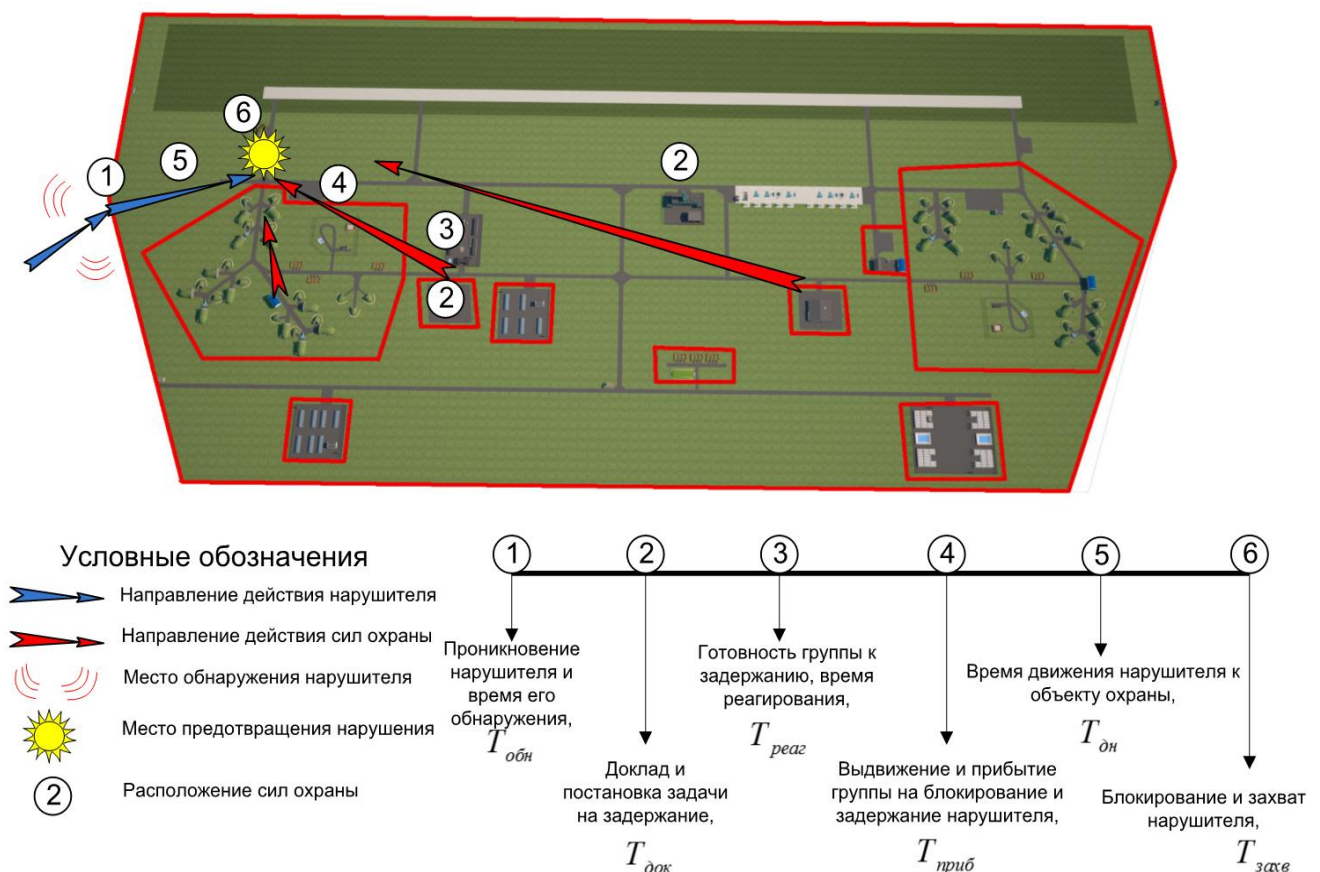 6
1
5
4
2
3
2
Условные обозначения
Направление действия нарушителя
Направление действия сил охраны
Место обнаружения нарушителя
Место предотвращения нарушения
2
Расположение сил охраны
1
2
3
4
5
6
Проникновение
нарушителя и
время его
обнаружения,
Tобн
Доклад и
постановка задачи
на задержание,
Tдок
Готовность группы к
задержанию, время
реагирования,
Tреаг
Выдвижение и прибытие
группы на блокирование и
задержание нарушителя,
Tприб
Время движения нарушителя к
объекту охраны,
Tдн
Блокирование и захват
нарушителя,
Tзахв